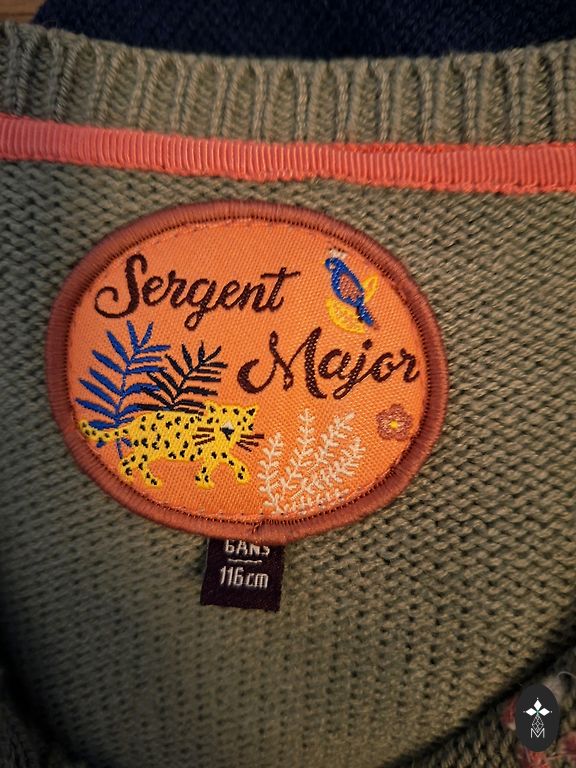 Sergent
Major
6ANS
116cm
M